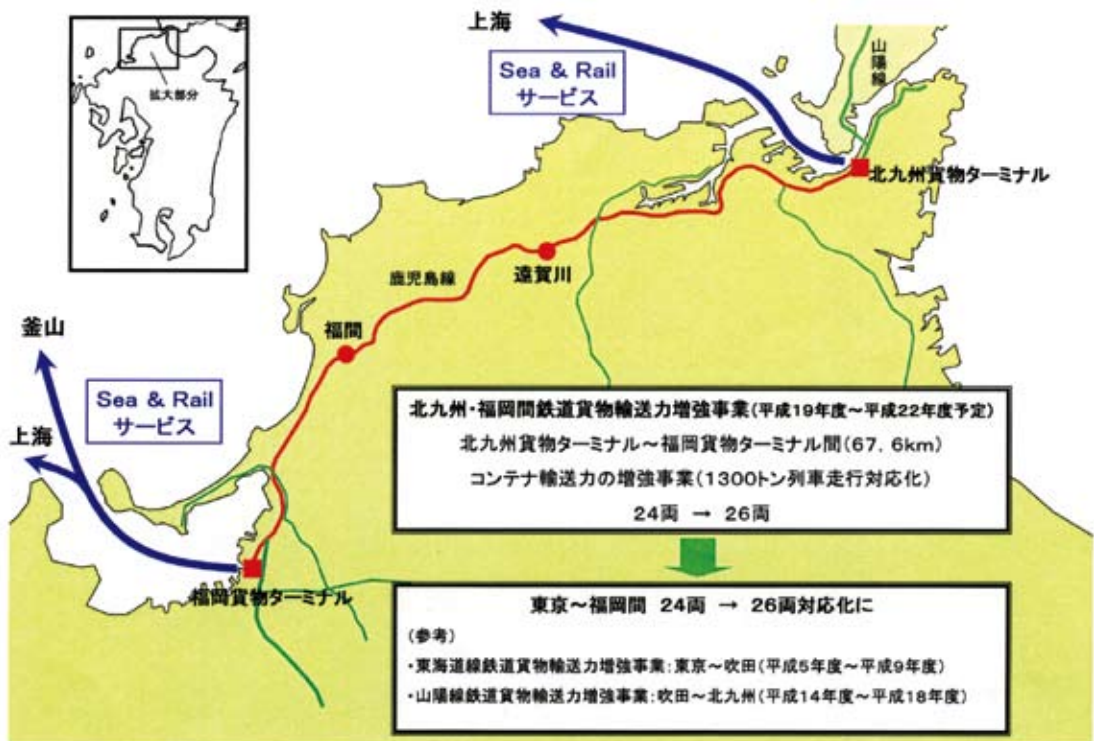 上海
Sea & Rail
サービス
山陽線
拡大部分
北九州貨物ターミナル
遠賀川
鹿児島線
福間
釜山
Sea & Rail
サービス
上海
福岡貨物ターミナル
北九州・福岡間鉄道貨物輸送力増強事業(平成19年度～平成22年度予定)
北九州貨物ターミナル～福岡貨物ターミナル間(67．6km)
コンテナ輸送力の増強事業(1300トン列車走行対応化)
24両 → 26両
東京～福岡間 24両 → 26両対応化に
(参考)
・東海道線鉄道貨物輸送力増強事業：東京～吹田(平成5年度～平成9年度)
・山陽線鉄道貨物輸送力増強事業：吹田～北九州(平成14年度～平成18年度)